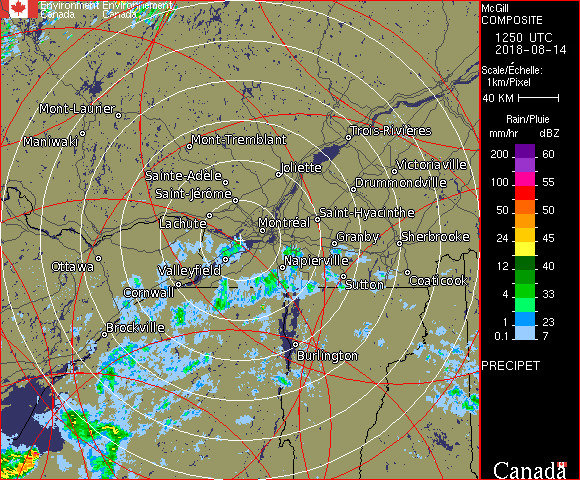 Environment Environnement
Canada Canada
McGill
COMPOSITE
1250 UTC
2018-08-14
Scale/Échelle:
1km/Pixel
40 KM
Rain/Pluie
mm/hr dBZ
200 60
100 55
50 50
24 45
12 40
4 33
2 28
1 23
0.1 7
PRECIPET
Canada
Mont-Laurier
Maniwaki
Mont-Tremblant
Trois-Rivières
Sainte-Adèle
Joliette
Victoriaville
Saint-Jérôme
Drummondville
Lachute
Saint-Hyacinthe
Montréal
Granby
Sherbrooke
Ottawa
Valleyfield
Napierville
Cornwall
Sutton
Coaticook
Brockville
Burlington